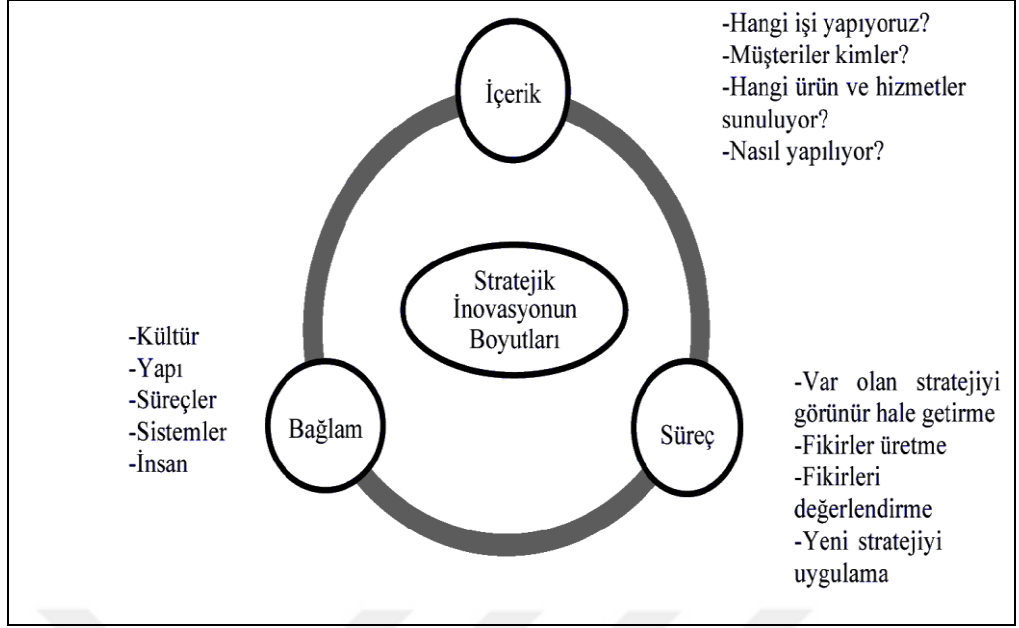 İçerik
-Hangi işi yapıyoruz?
-Müşteriler kimler?
-Hangi ürün ve hizmetler
sunuluyor?
-Nasıl yapılıyor?
Stratejik
İnovasyonun
Boyutları
-Kültür
-Yapı
-Süreçler
-Sistemler
-İnsan
Bağlam
Süreç
-Var olan stratejiyi
görünür hale getirme
-Fikirler üretme
-Fikirleri
değerlendirme
-Yeni stratejiyi
uygulama